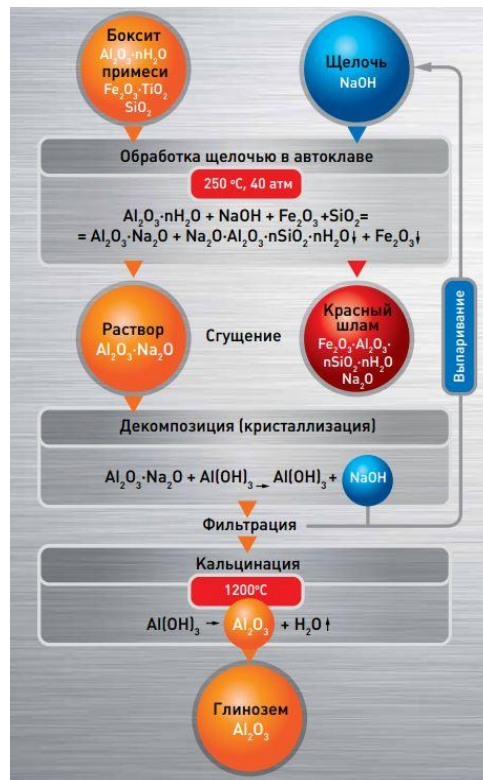 Боксит
Al₂O₃·nH₂O
примеси
Fe₂O₃·TiO₂
SiO₂
Щелочь
NaOH
Обработка щелочью в автоклаве
250 °C, 40 атм
Al₂O₃·nH₂O + NaOH + Fe₂O₃ +SiO₂=
= Al₂O₃·Na₂O + Na₂O·Al₂O₃·nSiO₂·nH₂O↓ + Fe₂O₃↓
Раствор
Al₂O₃·Na₂O
Сгущение
Красный
шлам
Fe₂O₃·Al₂O₃·
nSiO₂·nH₂O
Na₂O
Выпаривание
Декомпозиция (кристаллизация)
Al₂O₃·Na₂O + Al(OH)₃ → Al(OH)₃ + NaOH
Фильтрация
Кальцинация
1200°C
Al(OH)₃ → Al₂O₃ + H₂O↑
Глинозем
Al₂O₃